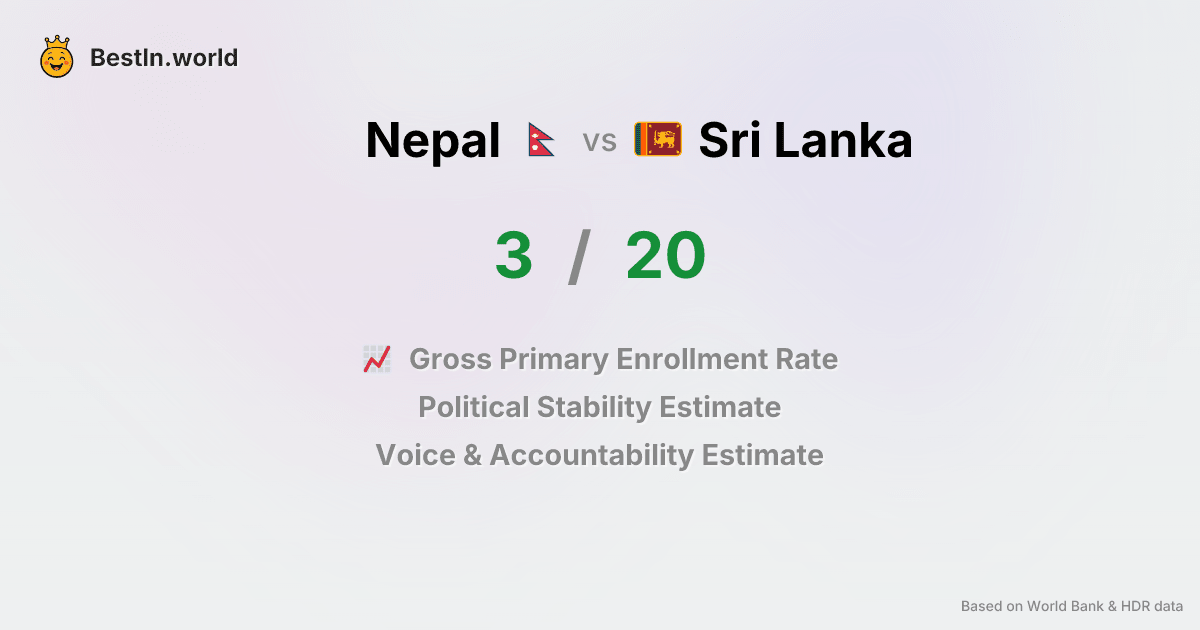 BestIn.world
Nepal vs Sri Lanka
3 / 20
Gross Primary Enrollment Rate
Political Stability Estimate
Voice & Accountability Estimate
Based on World Bank & HDR data